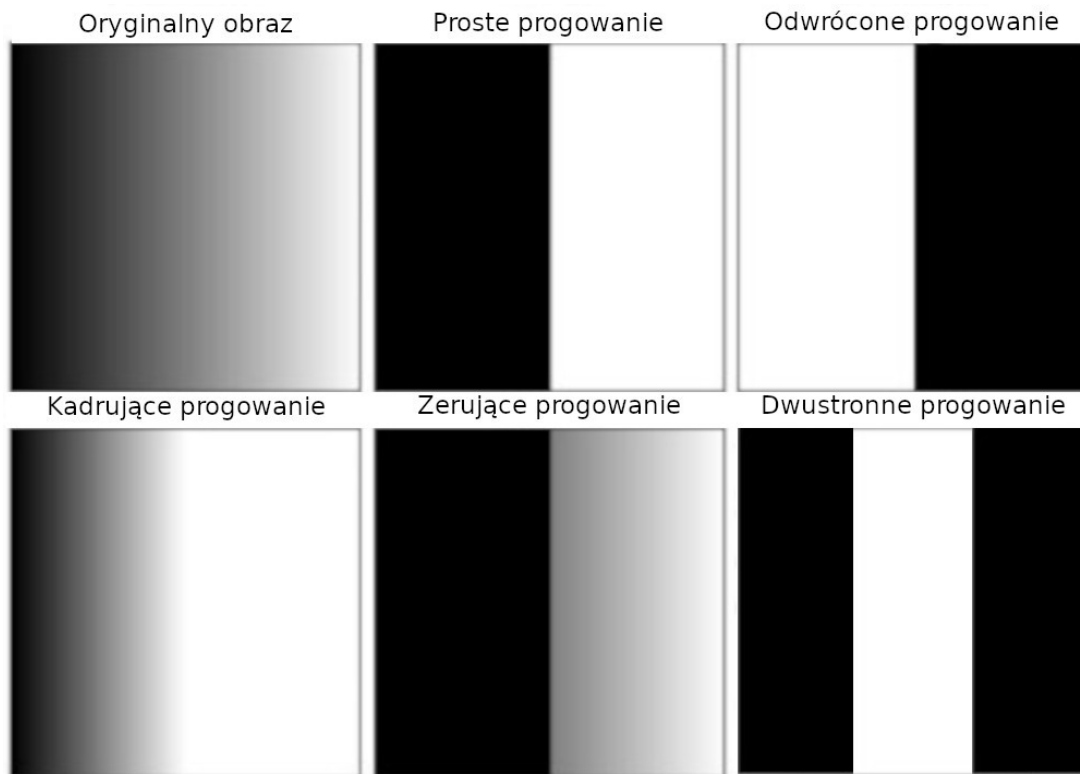 Oryginalny obraz
Proste progowanie
Odwrócone progowanie
Kadrujące progowanie
Zerujące progowanie
Dwustronne progowanie